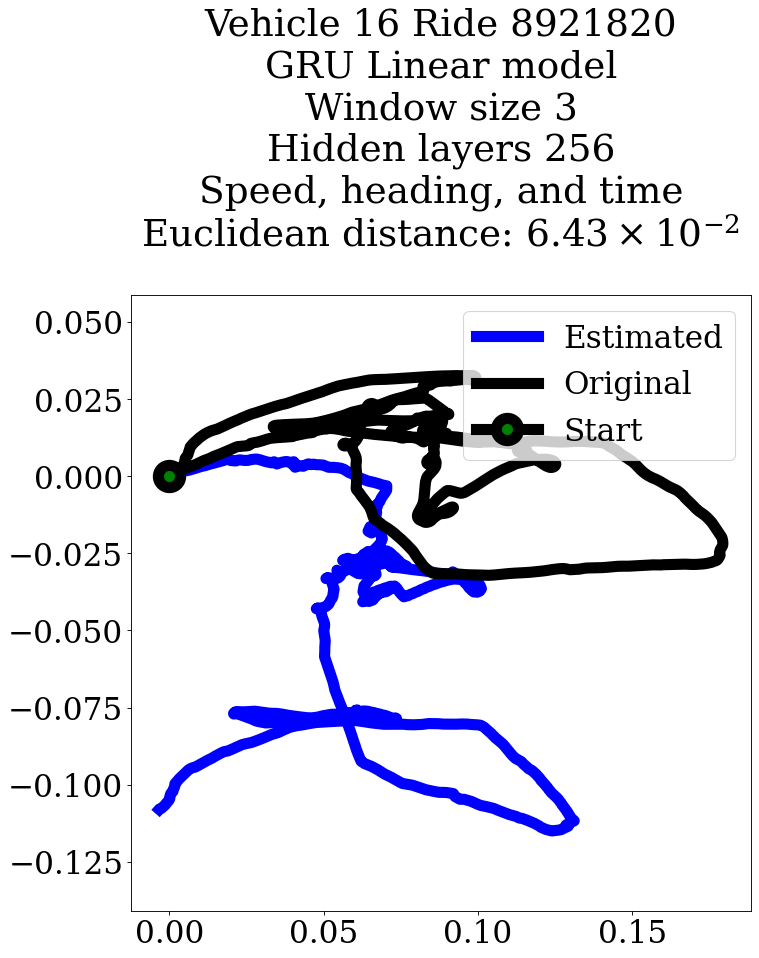 Vehicle 16 Ride 8921820
GRU Linear model
Window size 3
Hidden layers 256
Speed, heading, and time
Euclidean distance: 6.43 × 10⁻²
Estimated
Original
Start
0.050
0.025
0.000
−0.025
−0.050
−0.075
−0.100
−0.125
0.00 0.05 0.10 0.15